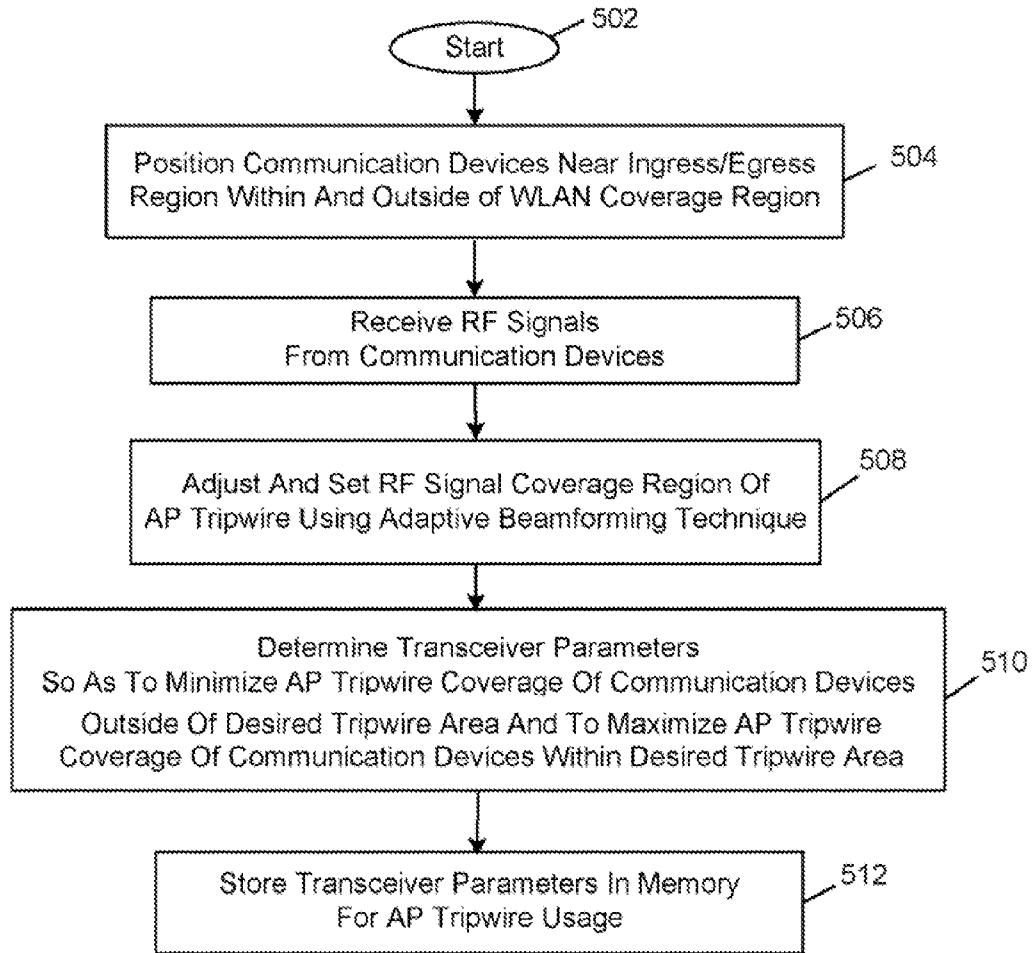 502
Start
Position Communication Devices Near Ingress/Egress
Region Within And Outside of WLAN Coverage Region
504
Receive RF Signals
From Communication Devices
506
Adjust And Set RF Signal Coverage Region Of
AP Tripwire Using Adaptive Beamforming Technique
508
Determine Transceiver Parameters
So As To Minimize AP Tripwire Coverage Of Communication Devices
Outside Of Desired Tripwire Area And To Maximize AP Tripwire
Coverage Of Communication Devices Within Desired Tripwire Area
510
Store Transceiver Parameters In Memory
For AP Tripwire Usage
512